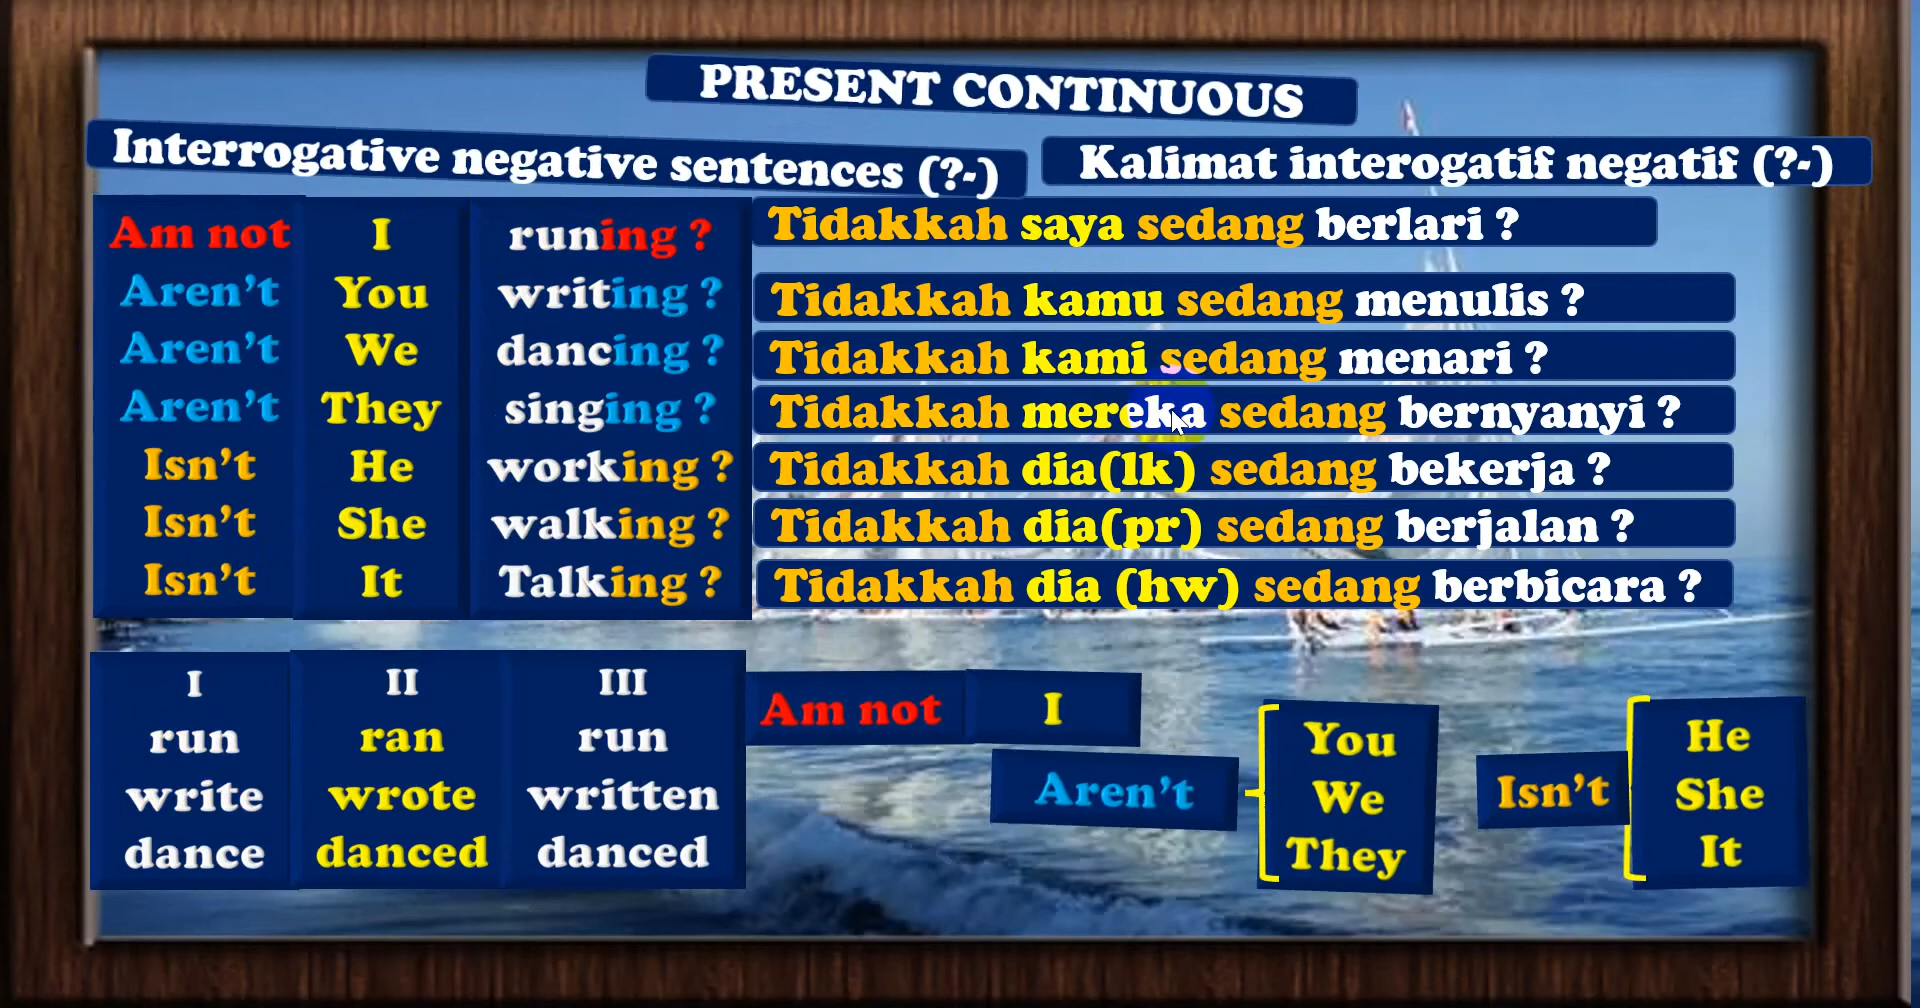 PRESENT CONTINUOUS
Interrogative negative sentences (?-)
Kalimat interogatif negatif (?-)
Am not I runing ? Tidakkah saya sedang berlari ?
Aren't You writing ? Tidakkah kamu sedang menulis ?
Aren't We dancing ? Tidakkah kami sedang menari ?
Aren't They singing ? Tidakkah mereka sedang bernyanyi ?
Isn't He working ? Tidakkah dia(lk) sedang bekerja ?
Isn't She walking ? Tidakkah dia(pr) sedang berjalan ?
Isn't It Talking ? Tidakkah dia (hw) sedang berbicara ?
I II III
run ran run
write wrote written
dance danced danced
Am not I
Aren't
You
We
They
Isn't
He
She
It